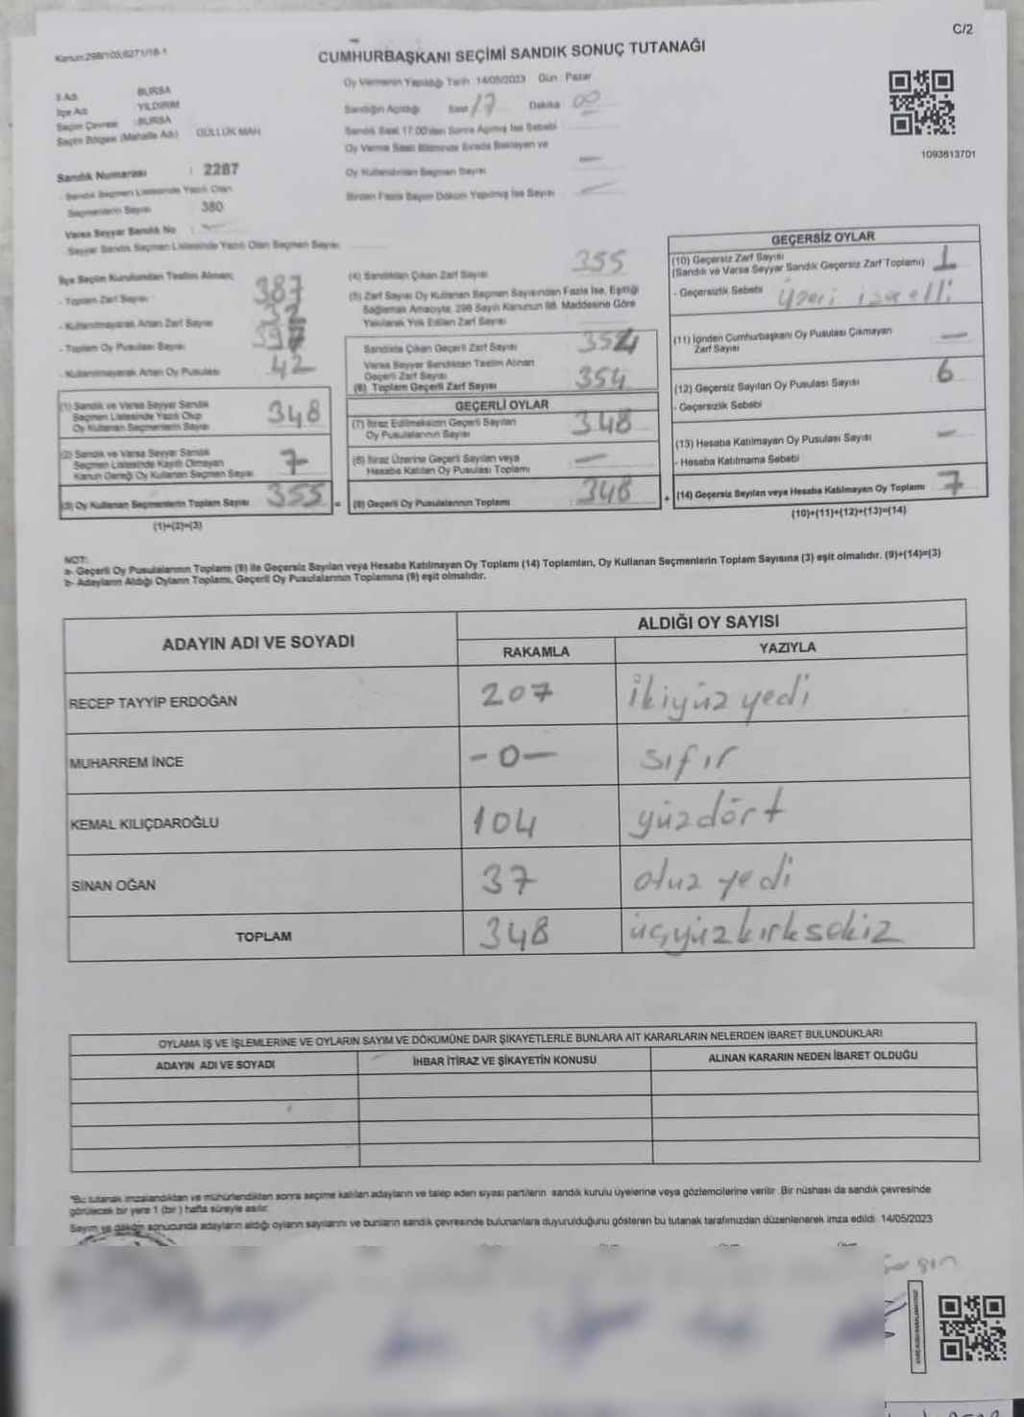 C/2
Kanun:298/105,6271/18-1
CUMHURBAŞKANI SEÇİMİ SANDIK SONUÇ TUTANAĞI
Oy Vermenin Yapıldığı Tarih 14/05/2023 Gün : Pazar
İl Adı : BURSA
İlçe Adı : YILDIRIM
Seçim Çevresi : BURSA
Seçim Bölgesi (Mahalle Adı) : GÜLLÜK MAH
Sandığın Açıldığı Saat 17 Dakika 00
Sandık Saat 17.00'den Sonra Açılmış İse Sebebi
Oy Verme Saati Bitiminde Sırada Bekleyen ve
Oy Kullandırılan Seçmen Sayısı —
Birden Fazla Sayım Döküm Yapılmış İse Sayısı —
1093613701
Sandık Numarası : 2287
Sandık Seçmen Listesinde Yazılı Olan
Seçmenlerin Sayısı : 380
Varsa Seyyar Sandık No :
Seyyar Sandık Seçmen Listesinde Yazılı Olan Seçmen Sayısı
İlçe Seçim Kurulundan Teslim Alınan;
- Toplam Zarf Sayısı 387
- Kullanılmayarak Artan Zarf Sayısı 32
- Toplam Oy Pusulası Sayısı
- Kullanılmayarak Artan Oy Pusulası 42
(1) Sandık ve Varsa Seyyar Sandık
Seçmen Listesinde Yazılı Olup
Oy Kullanan Seçmenlerin Sayısı 348
(2) Sandık ve Varsa Seyyar Sandık
Seçmen Listesinde Kayıtlı Olmayan
Kanun Gereği Oy Kullanan Seçmen Sayısı 7
(3) Oy Kullanan Seçmenlerin Toplam Sayısı 355 =
(1)+(2)=(3)
(4) Sandıktan Çıkan Zarf Sayısı 355
(5) Zarf Sayısı Oy Kullanan Seçmen Sayısından Fazla İse, Eşitliği
Sağlamak Amacıyla, 298 Sayılı Kanunun 98. Maddesine Göre
Yakılarak Yok Edilen Zarf Sayısı
Sandıkta Çıkan Geçerli Zarf Sayısı 354
Varsa Seyyar Sandıktan Teslim Alınan
Geçerli Zarf Sayısı
(6) Toplam Geçerli Zarf Sayısı 354
GEÇERLİ OYLAR
(7) İtiraz Edilmeksizin Geçerli Sayılan
Oy Pusulalarının Sayısı 348
(8) İtiraz Üzerine Geçerli Sayılan veya
Hesaba Katılan Oy Pusulası Toplamı —
(9) Geçerli Oy Pusulalarının Toplamı 348 +
GEÇERSİZ OYLAR
(10) Geçersiz Zarf Sayısı
(Sandık ve Varsa Seyyar Sandık Geçersiz Zarf Toplamı) 1
- Geçersizlik Sebebi üzeri
(11) İçinden Cumhurbaşkanı Oy Pusulası Çıkmayan
Zarf Sayısı —
(12) Geçersiz Sayılan Oy Pusulası Sayısı 6
- Geçersizlik Sebebi
(13) Hesaba Katılmayan Oy Pusulası Sayısı —
- Hesaba Katılmama Sebebi
(14) Geçersiz Sayılan veya Hesaba Katılmayan Oy Toplamı 7
(10)+(11)+(12)+(13)=(14)
NOT:
a- Geçerli Oy Pusulalarının Toplamı (9) ile Geçersiz Sayılan veya Hesaba Katılmayan Oy Toplamı (14) Toplamları, Oy Kullanan Seçmenlerin Toplam Sayısına (3) eşit olmalıdır. (9)+(14)=(3)
b- Adayların Aldığı Oyların Toplamı, Geçerli Oy Pusulalarının Toplamına (9) eşit olmalıdır.
ADAYIN ADI VE SOYADI ALDIĞI OY SAYISI
RAKAMLA YAZIYLA
RECEP TAYYİP ERDOĞAN 207 ikiyüz yedi
MUHARREM İNCE -0- sıfır
KEMAL KILIÇDAROĞLU 104 yüzdört
SİNAN OĞAN 37 otuz yedi
TOPLAM 348 üçyüzkırksekiz
OYLAMA İŞ VE İŞLEMLERİNE VE OYLARIN SAYIM VE DÖKÜMÜNE DAİR ŞİKAYETLERLE BUNLARA AİT KARARLARIN NELERDEN İBARET BULUNDUKLARI
ADAYIN ADI VE SOYADI İHBAR İTİRAZ VE ŞİKAYETİN KONUSU ALINAN KARARIN NEDEN İBARET OLDUĞU
*Bu tutanak imzalandıktan ve mühürlendikten sonra seçime katılan adayların ve talep eden siyasi partilerin sandık kurulu üyelerine veya gözlemcilerine verilir. Bir nüshası da sandık çevresinde
görülecek bir yere 1 (bir) hafta süreyle asılır.
Sayım ve döküm sonucunda adayların aldığı oyların sayılarını ve bunların sandık çevresinde bulunanlara duyurulduğunu gösteren bu tutanak tarafımızdan düzenlenerek imza edildi. 14/05/2023